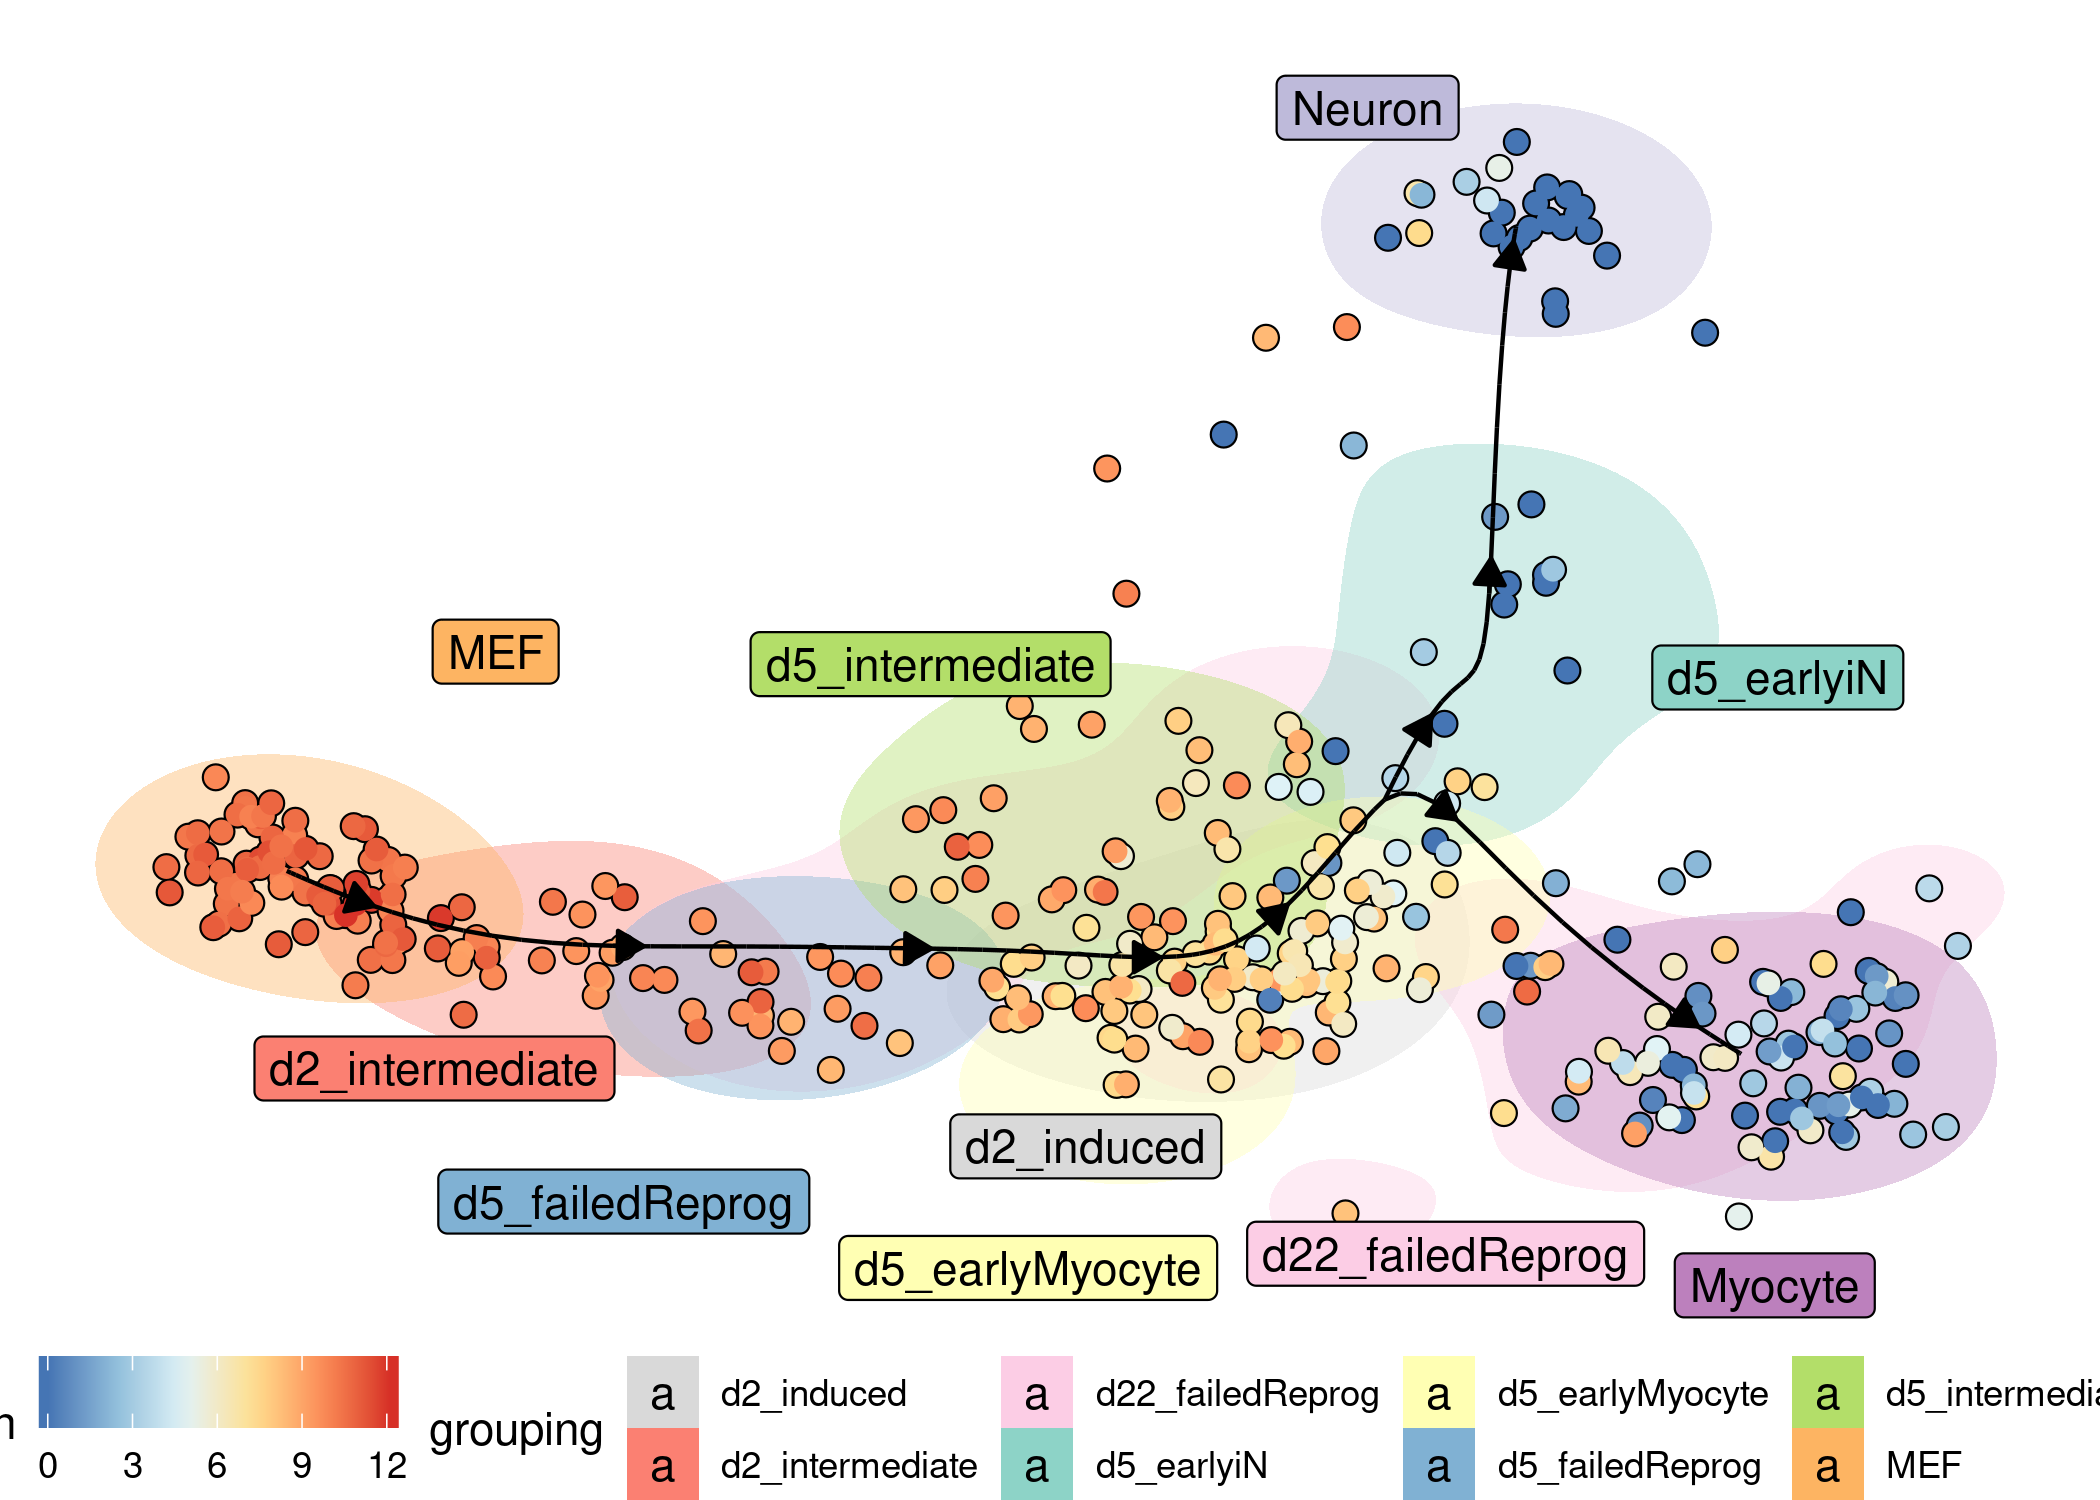 Neuron
MEF
d5_intermediate
d5_earlyiN
d2_intermediate
d2_induced
d5_failedReprog
d5_earlyMyocyte
d22_failedReprog
Myocyte
n
0 3 6 9 12
grouping
a d2_induced a d22_failedReprog a d5_earlyMyocyte a d5_intermedia
a d2_intermediate a d5_earlyiN a d5_failedReprog a MEF